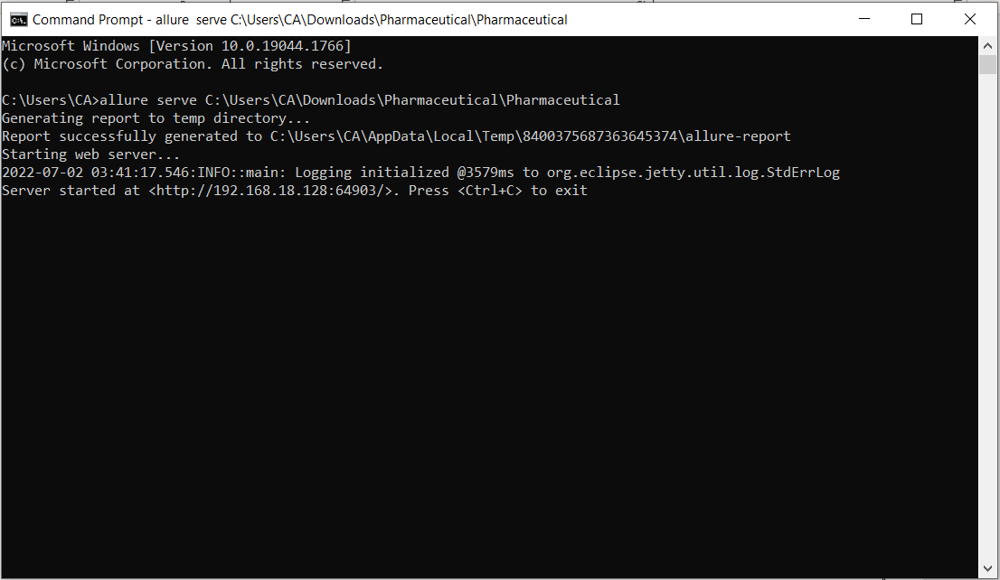 Command Prompt - allure  serve C:\Users\CA\Downloads\Pharmaceutical\Pharmaceutical
Microsoft Windows [Version 10.0.19044.1766]
(c) Microsoft Corporation. All rights reserved.
C:\Users\CA>allure serve C:\Users\CA\Downloads\Pharmaceutical\Pharmaceutical
Generating report to temp directory...
Report successfully generated to C:\Users\CA\AppData\Local\Temp\8400375687363645374\allure-report
Starting web server...
2022-07-02 03:41:17.546:INFO::main: Logging initialized @3579ms to org.eclipse.jetty.util.log.StdErrLog
Server started at <http://192.168.18.128:64903/>. Press <Ctrl+C> to exit